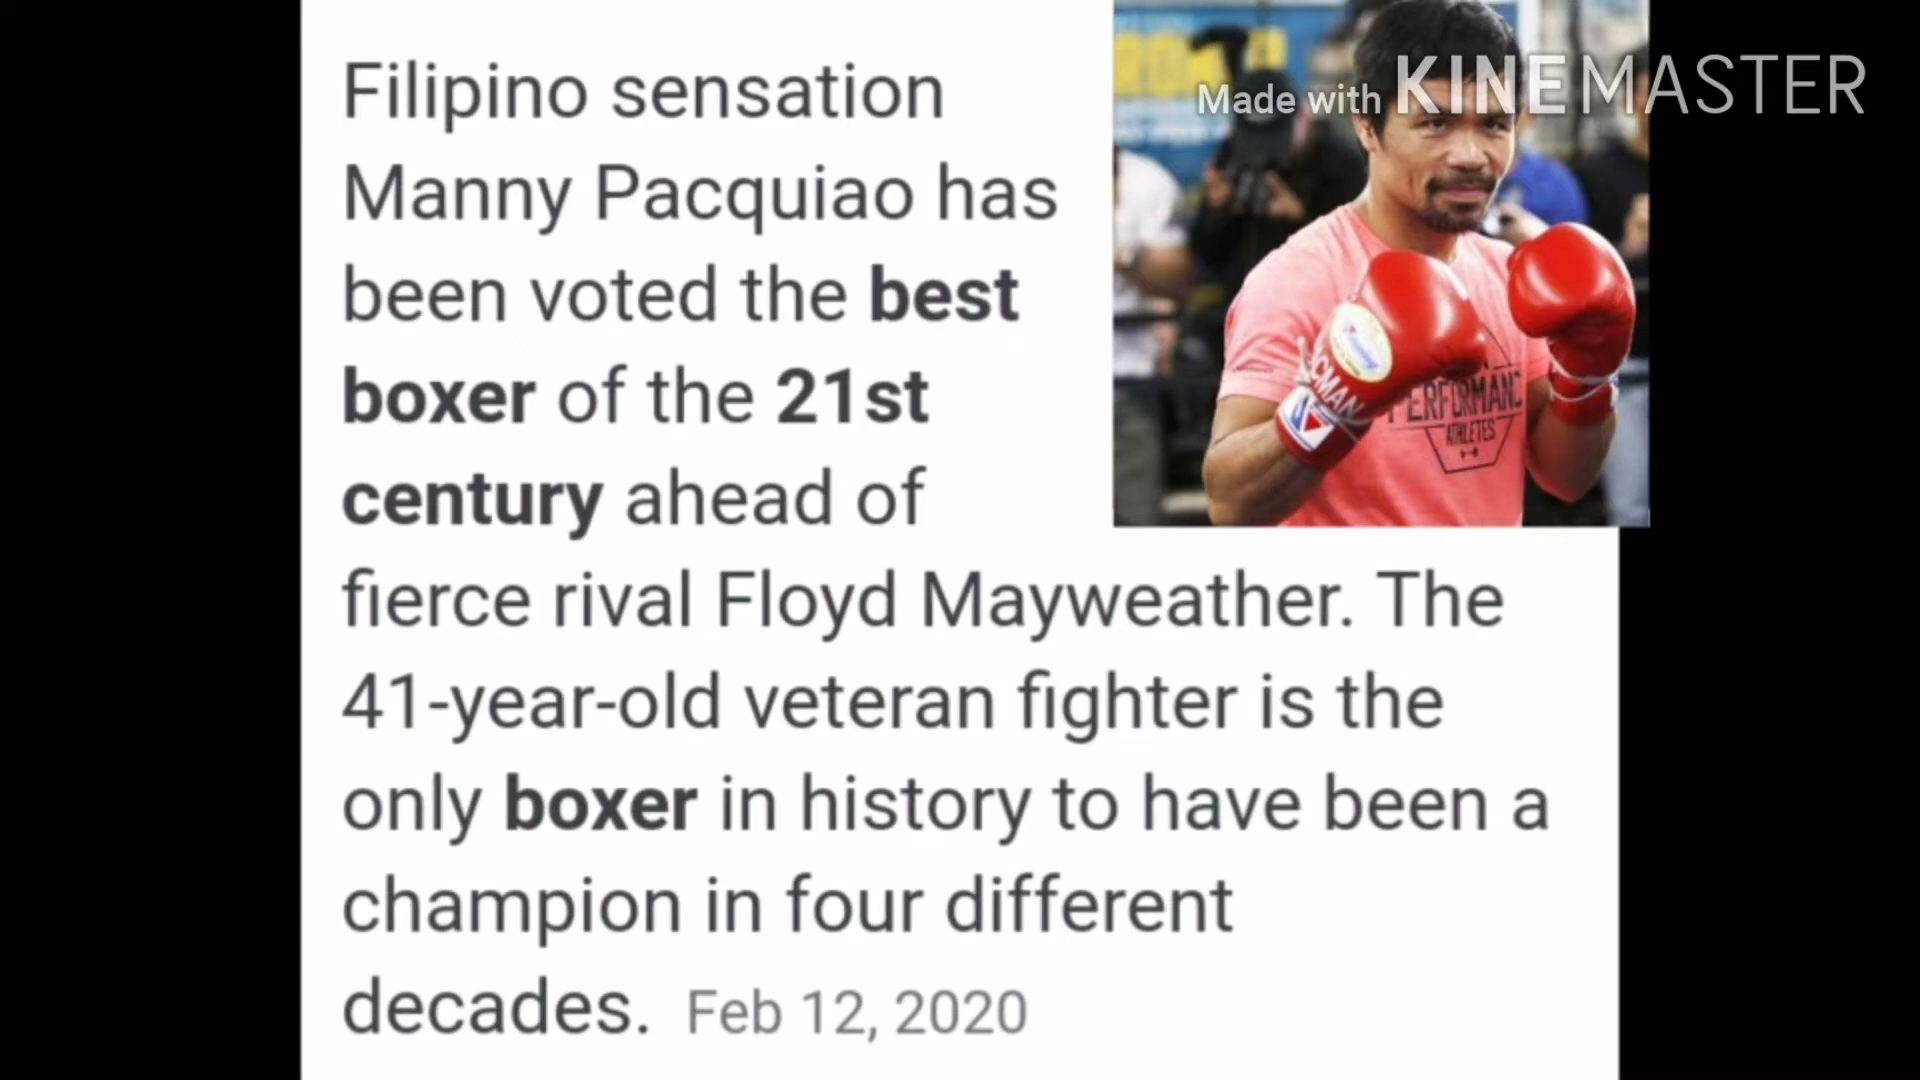 Filipino sensation
Manny Pacquiao has
been voted the best
boxer of the 21st
century ahead of
fierce rival Floyd Mayweather. The
41-year-old veteran fighter is the
only boxer in history to have been a
champion in four different
decades. Feb 12, 2020
Made with KINEMASTER
PERFORMANC
ATHLETES